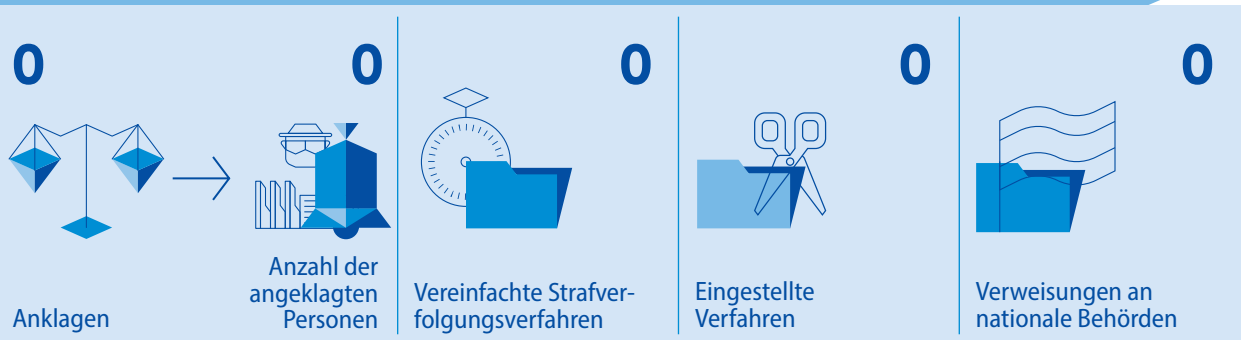 0
Anklagen
0
Anzahl der
angeklagten
Personen
0
Vereinfachte Strafver-
folgungsverfahren
0
Eingestellte
Verfahren
0
Verweisungen an
nationale Behörden